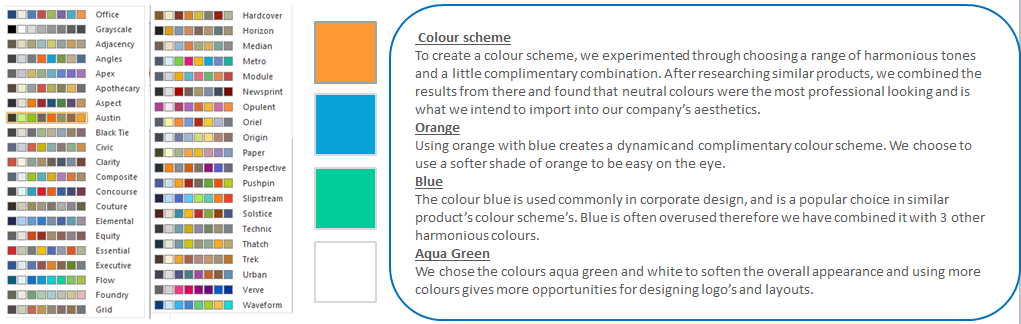 Office
Grayscale
Adjacency
Angles
Apex
Apothecary
Aspect
Austin
Black Tie
Civic
Clarity
Composite
Concourse
Couture
Elemental
Equity
Essential
Executive
Flow
Foundry
Grid
Hardcover
Horizon
Median
Metro
Module
Newsprint
Opulent
Oriel
Origin
Paper
Perspective
Pushpin
Slipstream
Solstice
Technic
Thatch
Trek
Urban
Verve
Waveform
Colour scheme
To create a colour scheme, we experimented through choosing a range of harmonious tones
and a little complimentary combination. After researching similar products, we combined the
results from there and found that neutral colours were the most professional looking and is
what we intend to import into our company's aesthetics.
Orange
Using orange with blue creates a dynamic and complimentary colour scheme. We choose to
use a softer shade of orange to be easy on the eye.
Blue
The colour blue is used commonly in corporate design, and is a popular choice in similar
product's colour scheme's. Blue is often overused therefore we have combined it with 3 other
harmonious colours.
Aqua Green
We chose the colours aqua green and white to soften the overall appearance and using more
colours gives more opportunities for designing logo's and layouts.